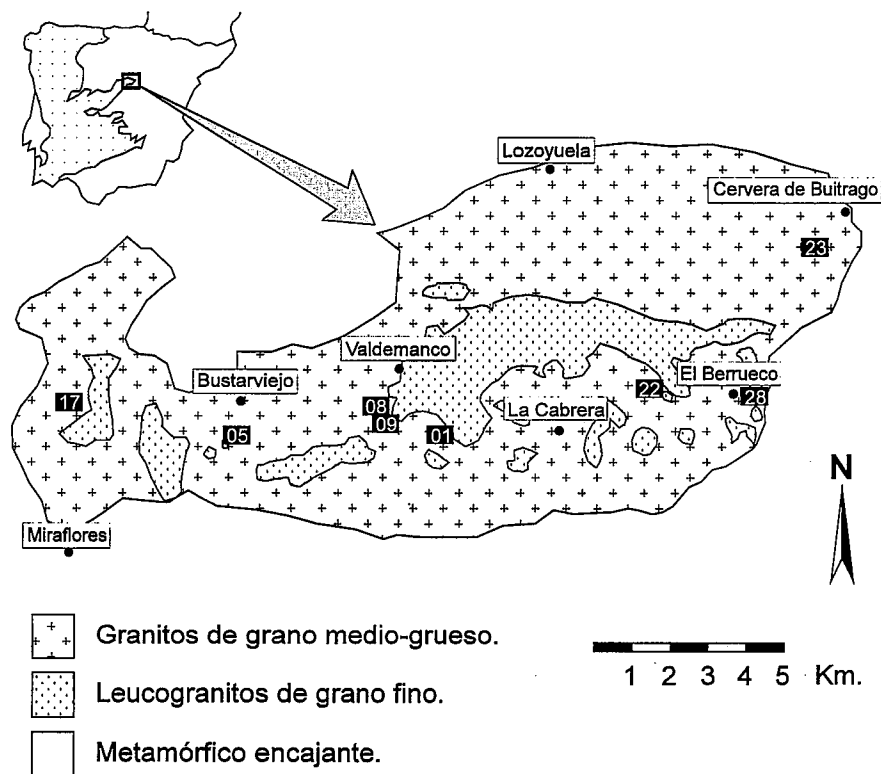 Lozoyuela
Cervera de Buitrago
23
Valdemanco
Bustarviejo
El Berrueco
17
08
09
05
01
La Cabrera
22
28
Miraflores
N
Granitos de grano medio-grueso.
Leucogranitos de grano fino.
Metamórfico encajante.
1 2 3 4 5 Km.